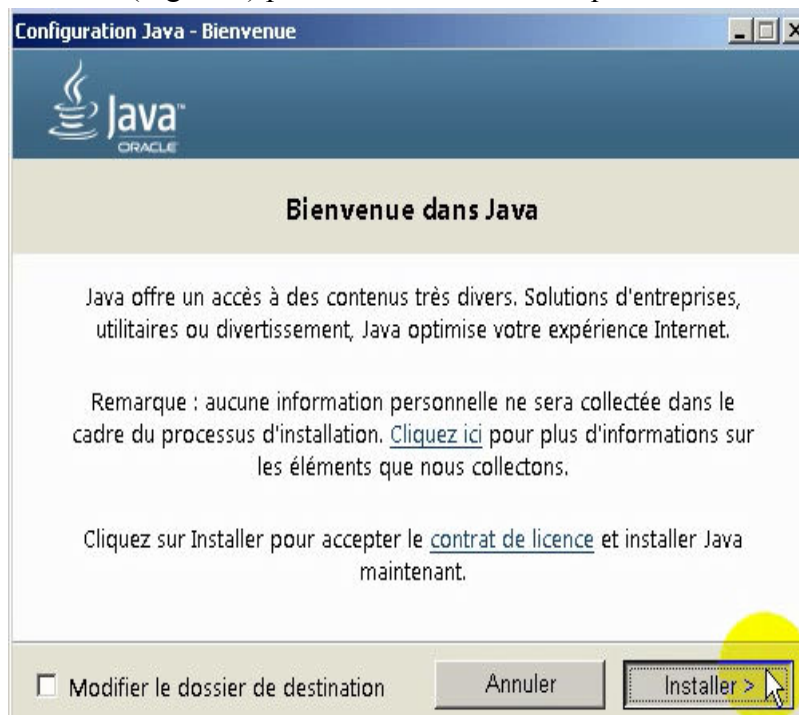 Configuration Java - Bienvenue
Java™
ORACLE
Bienvenue dans Java
Java offre un accès à des contenus très divers. Solutions d'entreprises,
utilitaires ou divertissement, Java optimise votre expérience Internet.
Remarque : aucune information personnelle ne sera collectée dans le
cadre du processus d'installation. Cliquez ici pour plus d'informations sur
les éléments que nous collectons.
Cliquez sur Installer pour accepter le contrat de licence et installer Java
maintenant.
Modifier le dossier de destination
Annuler
Installer >